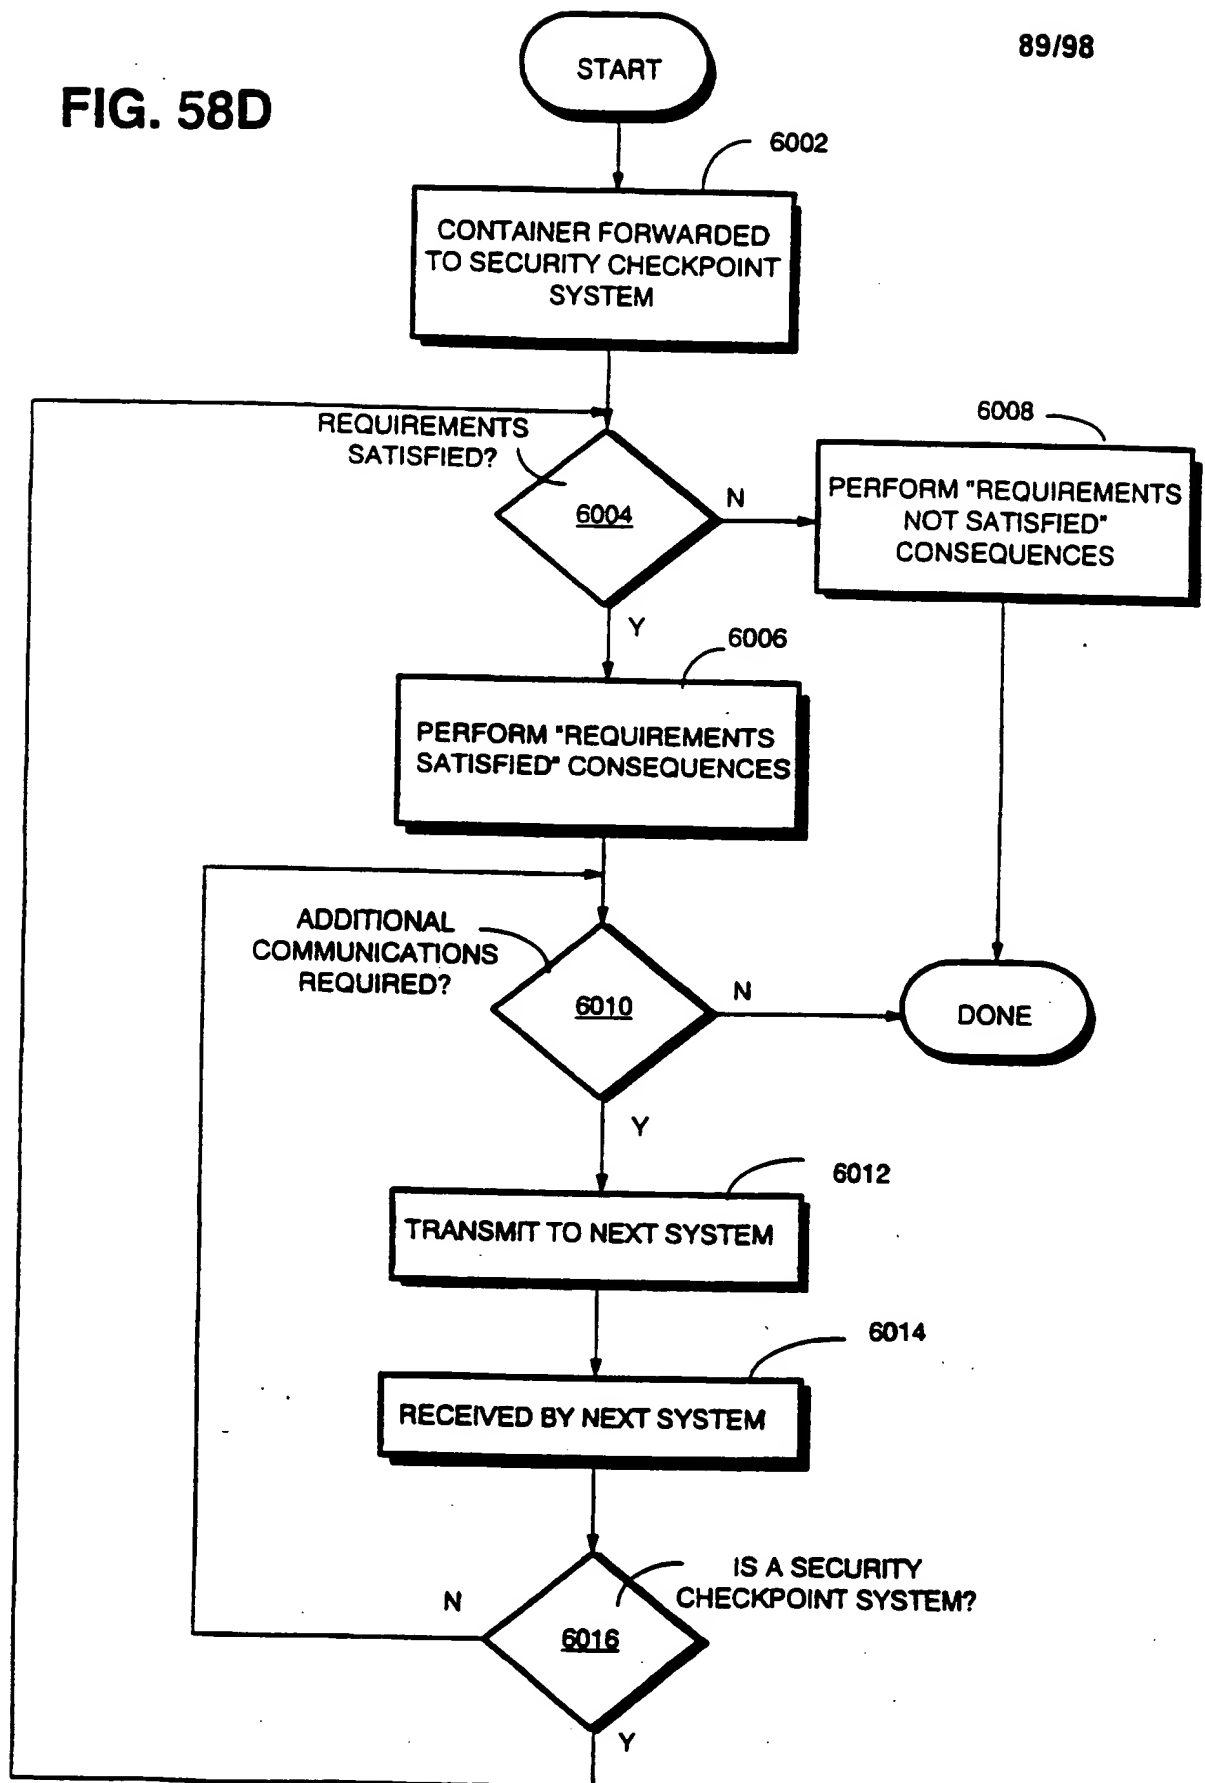 89/98
FIG. 58D
START
6002
CONTAINER FORWARDED
TO SECURITY CHECKPOINT
SYSTEM
REQUIREMENTS
SATISFIED?
6004
N
6008
PERFORM "REQUIREMENTS
NOT SATISFIED"
CONSEQUENCES
Y
6006
PERFORM "REQUIREMENTS
SATISFIED" CONSEQUENCES
ADDITIONAL
COMMUNICATIONS
REQUIRED?
6010
N
DONE
Y
6012
TRANSMIT TO NEXT SYSTEM
6014
RECEIVED BY NEXT SYSTEM
IS A SECURITY
CHECKPOINT SYSTEM?
N
6016
Y